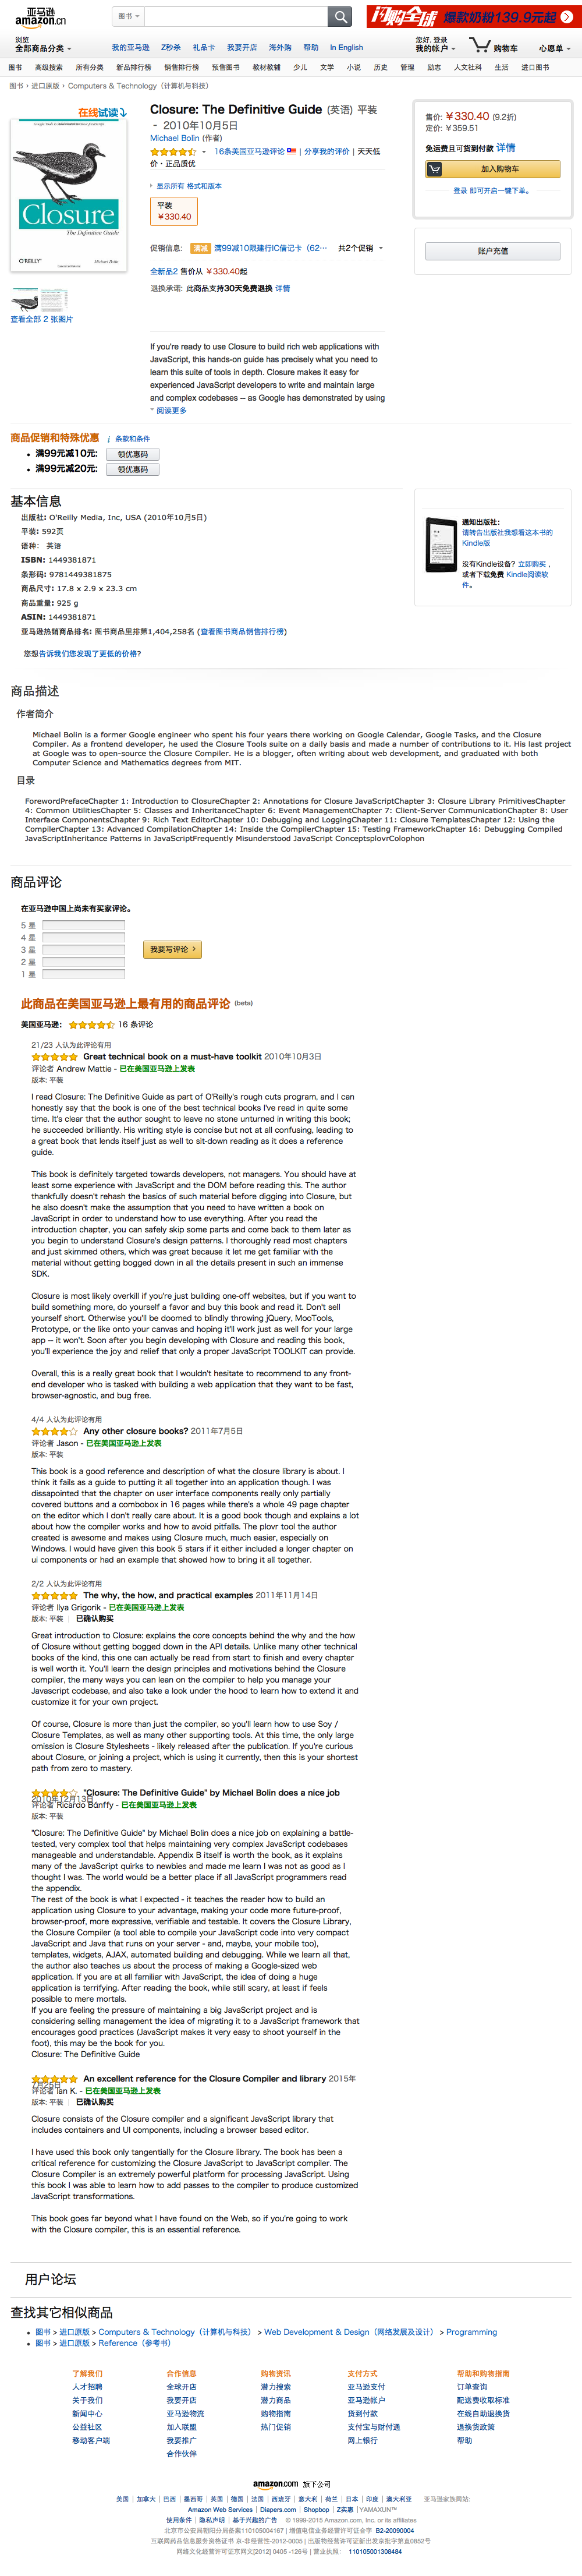 亚马逊
amazon.cn
图书
闪购全球 爆款奶粉139.9元起
浏览
全部商品分类
我的亚马逊 Z秒杀 礼品卡 我要开店 海外购 帮助 In English
您好, 登录
我的帐户
购物车
心愿单
图书 高级搜索 所有分类 新品排行榜 销售排行榜 预售图书 教材教辅 少儿 文学 小说 历史 管理 励志 人文社科 生活 进口图书
图书 › 进口原版 › Computers & Technology（计算机与科技）
在线试读
Closure
The Definitive Guide
O'REILLY
Michael Bolin
查看全部 2 张图片
Closure: The Definitive Guide (英语) 平装
- 2010年10月5日
Michael Bolin (作者)
16条美国亚马逊评论 | 分享我的评价 | 天天低
价 · 正品质优
显示所有 格式和版本
平装
￥330.40
促销信息: 满减 满99减10限建行IC借记卡（62… 共2个促销
全新品2 售价从 ￥330.40起
退换承诺: 此商品支持30天免费退换 详情
If you're ready to use Closure to build rich web applications with
JavaScript, this hands-on guide has precisely what you need to
learn this suite of tools in depth. Closure makes it easy for
experienced JavaScript developers to write and maintain large
and complex codebases -- as Google has demonstrated by using
阅读更多
售价: ￥330.40 (9.2折)
定价: ￥359.51
免运费且可货到付款 详情
加入购物车
登录 即可开启一键下单。
账户充值
商品促销和特殊优惠 i 条款和条件
• 满99元减10元: 领优惠码
• 满99元减20元: 领优惠码
基本信息
出版社: O'Reilly Media, Inc, USA (2010年10月5日)
平装: 592页
语种： 英语
ISBN: 1449381871
条形码: 9781449381875
商品尺寸: 17.8 x 2.9 x 23.3 cm
商品重量: 925 g
ASIN: 1449381871
亚马逊热销商品排名: 图书商品里排第1,404,258名 (查看图书商品销售排行榜)
您想告诉我们您发现了更低的价格?
通知出版社:
请转告出版社我想看这本书的
Kindle版
没有Kindle设备？立即购买，
或者下载免费 Kindle阅读软
件。
商品描述
作者简介
Michael Bolin is a former Google engineer who spent his four years there working on Google Calendar, Google Tasks, and the Closure
Compiler. As a frontend developer, he used the Closure Tools suite on a daily basis and made a number of contributions to it. His last project
at Google was to open-source the Closure Compiler. He is a blogger, often writing about web development, and graduated with both
Computer Science and Mathematics degrees from MIT.
目录
ForewordPrefaceChapter 1: Introduction to ClosureChapter 2: Annotations for Closure JavaScriptChapter 3: Closure Library PrimitivesChapter
4: Common UtilitiesChapter 5: Classes and InheritanceChapter 6: Event ManagementChapter 7: Client-Server CommunicationChapter 8: User
Interface ComponentsChapter 9: Rich Text EditorChapter 10: Debugging and LoggingChapter 11: Closure TemplatesChapter 12: Using the
CompilerChapter 13: Advanced CompilationChapter 14: Inside the CompilerChapter 15: Testing FrameworkChapter 16: Debugging Compiled
JavaScriptInheritance Patterns in JavaScriptFrequently Misunderstood JavaScript ConceptsplovrColophon
商品评论
在亚马逊中国上尚未有买家评论。
5 星
4 星
3 星
2 星
1 星
我要写评论 ›
此商品在美国亚马逊上最有用的商品评论 (beta)
美国亚马逊: 16 条评论
21/23 人认为此评论有用
Great technical book on a must-have toolkit 2010年10月3日
评论者 Andrew Mattie - 已在美国亚马逊上发表
版本: 平装
I read Closure: The Definitive Guide as part of O'Reilly's rough cuts program, and I can
honestly say that the book is one of the best technical books I've read in quite some
time. It's clear that the author sought to leave no stone unturned in writing this book;
he succeeded brilliantly. His writing style is concise but not at all confusing, leading to
a great book that lends itself just as well to sit-down reading as it does a reference
guide.
This book is definitely targeted towards developers, not managers. You should have at
least some experience with JavaScript and the DOM before reading this. The author
thankfully doesn't rehash the basics of such material before digging into Closure, but
he also doesn't make the assumption that you need to have written a book on
JavaScript in order to understand how to use everything. After you read the
introduction chapter, you can safely skip some parts and come back to them later as
you begin to understand Closure's design patterns. I thoroughly read most chapters
and just skimmed others, which was great because it let me get familiar with the
material without getting bogged down in all the details present in such an immense
SDK.
Closure is most likely overkill if you're just building one-off websites, but if you want to
build something more, do yourself a favor and buy this book and read it. Don't sell
yourself short. Otherwise you'll be doomed to blindly throwing jQuery, MooTools,
Prototype, or the like onto your canvas and hoping it'll work just as well for your large
app -- it won't. Soon after you begin developing with Closure and reading this book,
you'll experience the joy and relief that only a proper JavaScript TOOLKIT can provide.
Overall, this is a really great book that I wouldn't hesitate to recommend to any front-
end developer who is tasked with building a web application that they want to be fast,
browser-agnostic, and bug free.
4/4 人认为此评论有用
Any other closure books? 2011年7月5日
评论者 Jason - 已在美国亚马逊上发表
版本: 平装
This book is a good reference and description of what the closure library is about. I
think it fails as a guide to putting it all together into an application though. I was
dissapointed that the chapter on user interface components really only partially
covered buttons and a combobox in 16 pages while there's a whole 49 page chapter
on the editor which I don't really care about. It is a good book though and explains a lot
about how the compiler works and how to avoid pitfalls. The plovr tool the author
created is awesome and makes using Closure much, much easier, especially on
Windows. I would have given this book 5 stars if it either included a longer chapter on
ui components or had an example that showed how to bring it all together.
2/2 人认为此评论有用
The why, the how, and practical examples 2011年11月14日
评论者 Ilya Grigorik - 已在美国亚马逊上发表
版本: 平装 | 已确认购买
Great introduction to Closure: explains the core concepts behind the why and the how
of Closure without getting bogged down in the API details. Unlike many other technical
books of the kind, this one can actually be read from start to finish and every chapter
is well worth it. You'll learn the design principles and motivations behind the Closure
compiler, the many ways you can lean on the compiler to help you manage your
Javascript codebase, and also take a look under the hood to learn how to extend it and
customize it for your own project.
Of course, Closure is more than just the compiler, so you'll learn how to use Soy /
Closure Templates, as well as many other supporting tools. At this time, the only large
omission is Closure Stylesheets - likely released after the publication. If you're curious
about Closure, or joining a project, which is using it currently, then this is your shortest
path from zero to mastery.
"Closure: The Definitive Guide" by Michael Bolin does a nice job
2010年12月13日
评论者 Ricardo Bánffy - 已在美国亚马逊上发表
版本: 平装
"Closure: The Definitive Guide" by Michael Bolin does a nice job on explaining a battle-
tested, very complex tool that helps maintaining very complex JavaScript codebases
manageable and understandable. Appendix B itself is worth the book, as it explains
many of the JavaScript quirks to newbies and made me learn I was not as good as I
thought I was. The world would be a better place if all JavaScript programmers read
the appendix.
The rest of the book is what I expected - it teaches the reader how to build an
application using Closure to your advantage, making your code more future-proof,
browser-proof, more expressive, verifiable and testable. It covers the Closure Library,
the Closure Compiler (a tool able to compile your JavaScript code into very compact
JavaScript and Java that runs on your server - and, maybe, your mobile too),
templates, widgets, AJAX, automated building and debugging. While we learn all that,
the author also teaches us about the process of making a Google-sized web
application. If you are at all familiar with JavaScript, the idea of doing a huge
application is terrifying. After reading the book, while still scary, at least if feels
possible to mere mortals.
If you are feeling the pressure of maintaining a big JavaScript project and is
considering selling management the idea of migrating it to a JavaScript framework that
encourages good practices (JavaScript makes it very easy to shoot yourself in the
foot), this may be the book for you.
Closure: The Definitive Guide
An excellent reference for the Closure Compiler and library 2015年
7月25日
评论者 Ian K. - 已在美国亚马逊上发表
版本: 平装 | 已确认购买
Closure consists of the Closure compiler and a significant JavaScript library that
includes containers and UI components, including a browser based editor.
I have used this book only tangentially for the Closure library. The book has been a
critical reference for customizing the Closure JavaScript to JavaScript compiler. The
Closure Compiler is an extremely powerful platform for processing JavaScript. Using
this book I was able to learn how to add passes to the compiler to produce customized
JavaScript transformations.
This book goes far beyond what I have found on the Web, so if you're going to work
with the Closure compiler, this is an essential reference.
用户论坛
查找其它相似商品
• 图书 > 进口原版 > Computers & Technology（计算机与科技） > Web Development & Design（网络发展及设计） > Programming
• 图书 > 进口原版 > Reference（参考书）
了解我们 合作信息 购物资讯 支付方式 帮助和购物指南
人才招聘 全球开店 潜力搜索 亚马逊支付 订单查询
关于我们 我要开店 潜力商品 亚马逊帐户 配送费收取标准
新闻中心 亚马逊物流 购物指南 货到付款 在线自助退换货
公益社区 加入联盟 热门促销 支付宝与财付通 退换货政策
移动客户端 我要推广 网上银行 帮助
合作伙伴
amazon.com 旗下公司
美国 | 加拿大 | 巴西 | 墨西哥 | 英国 | 德国 | 法国 | 西班牙 | 意大利 | 荷兰 | 日本 | 印度 | 澳大利亚 亚马逊国家网站:
Amazon Web Services | Diapers.com | Shopbop | Z实惠 |YAMAXUN™
使用条件 | 隐私声明 | 基于兴趣的广告 © 1999-2015 Amazon.com, Inc. or its affiliates
北京市公安局朝阳分局备案110105004167 | 增值电信业务经营许可证合字 B2-20090004
互联网药品信息服务资格证书 京-非经营性-2012-0005 | 出版物经营许可证新出发京批字第直0652号
网络文化经营许可证京网文[2012] 0405 -126号 | 营业执照: 110105001308484